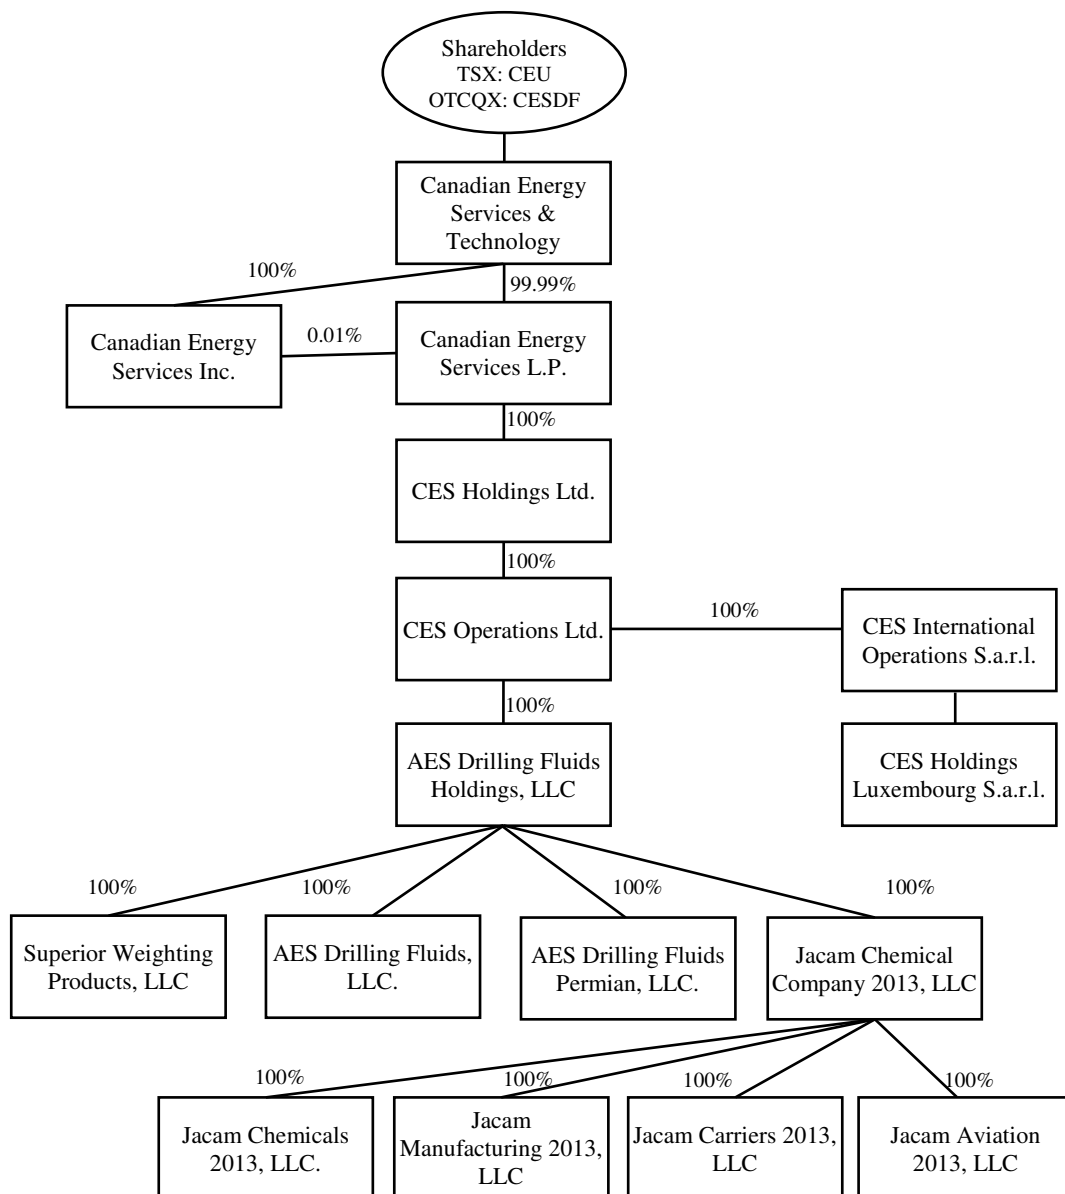 Shareholders
TSX: CEU
OTCQX: CESDF
Canadian Energy
Services &
Technology
100%
99.99%
Canadian Energy
Services Inc.
0.01%
Canadian Energy
Services L.P.
100%
CES Holdings Ltd.
100%
CES Operations Ltd.
100%
CES International
Operations S.a.r.l.
100%
AES Drilling Fluids
Holdings, LLC
CES Holdings
Luxembourg S.a.r.l.
100%
100%
100%
100%
Superior Weighting
Products, LLC
AES Drilling Fluids,
LLC.
AES Drilling Fluids
Permian, LLC.
Jacam Chemical
Company 2013, LLC
100%
100%
100%
100%
Jacam Chemicals
2013, LLC.
Jacam
Manufacturing 2013,
LLC
Jacam Carriers 2013,
LLC
Jacam Aviation
2013, LLC